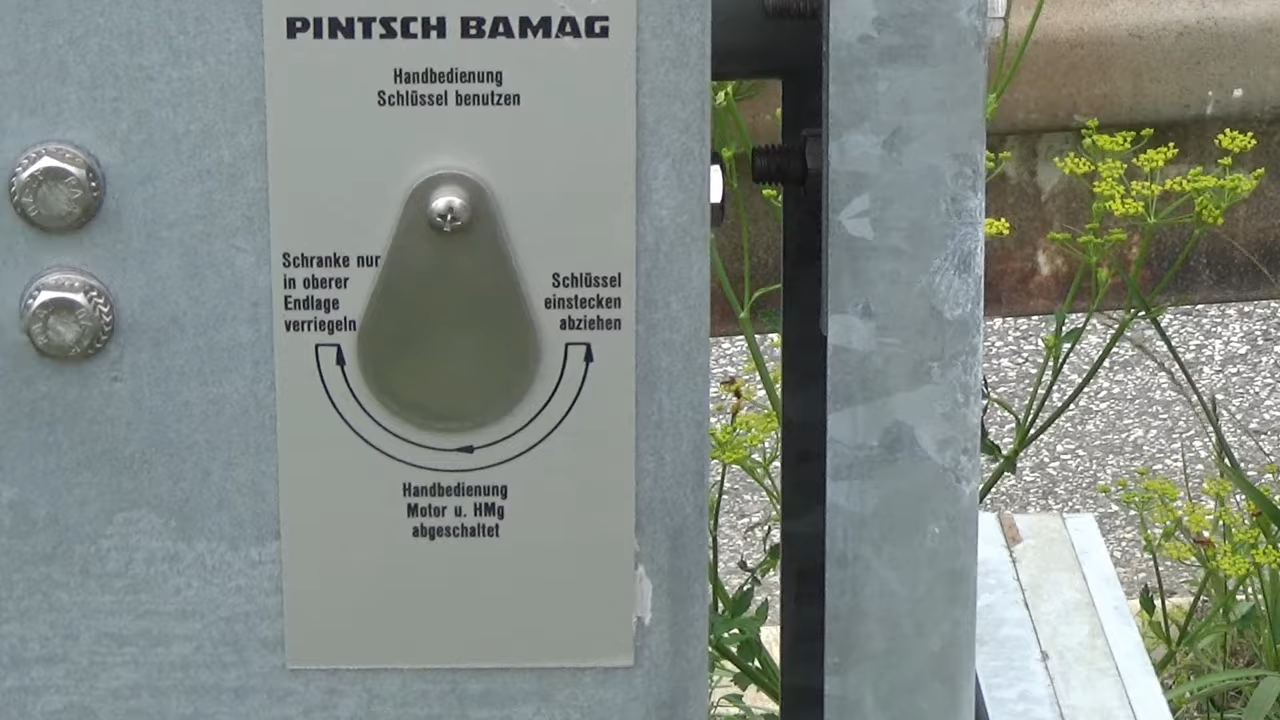 PINTSCH BAMAG
Handbedienung
Schlüssel benutzen
Schranke nur
in oberer
Endlage
verriegeln
Schlüssel
einstecken
abziehen
Handbedienung
Motor u. HMg
abgeschaltet